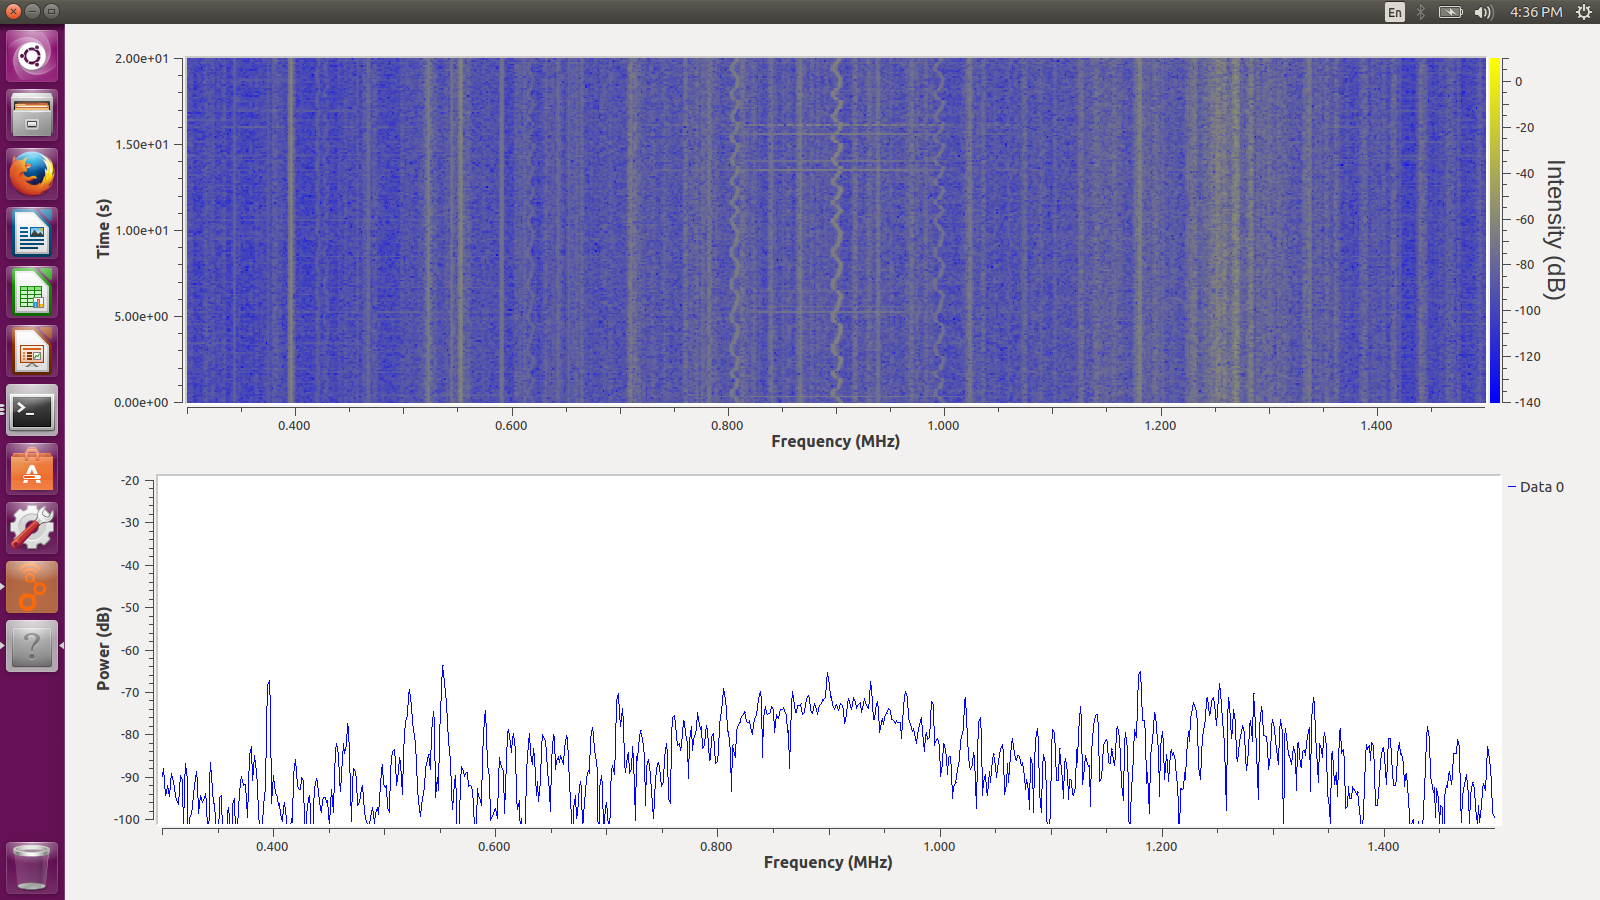 En 4:36 PM
2.00e+01
1.50e+01
1.00e+01
5.00e+00
0.00e+00
Time (s)
0.400 0.600 0.800 1.000 1.200 1.400
Frequency (MHz)
0
-20
-40
-60
-80
-100
-120
-140
Intensity (dB)
-20
-30
-40
-50
-60
-70
-80
-90
-100
Power (dB)
0.400 0.600 0.800 1.000 1.200 1.400
Frequency (MHz)
Data 0